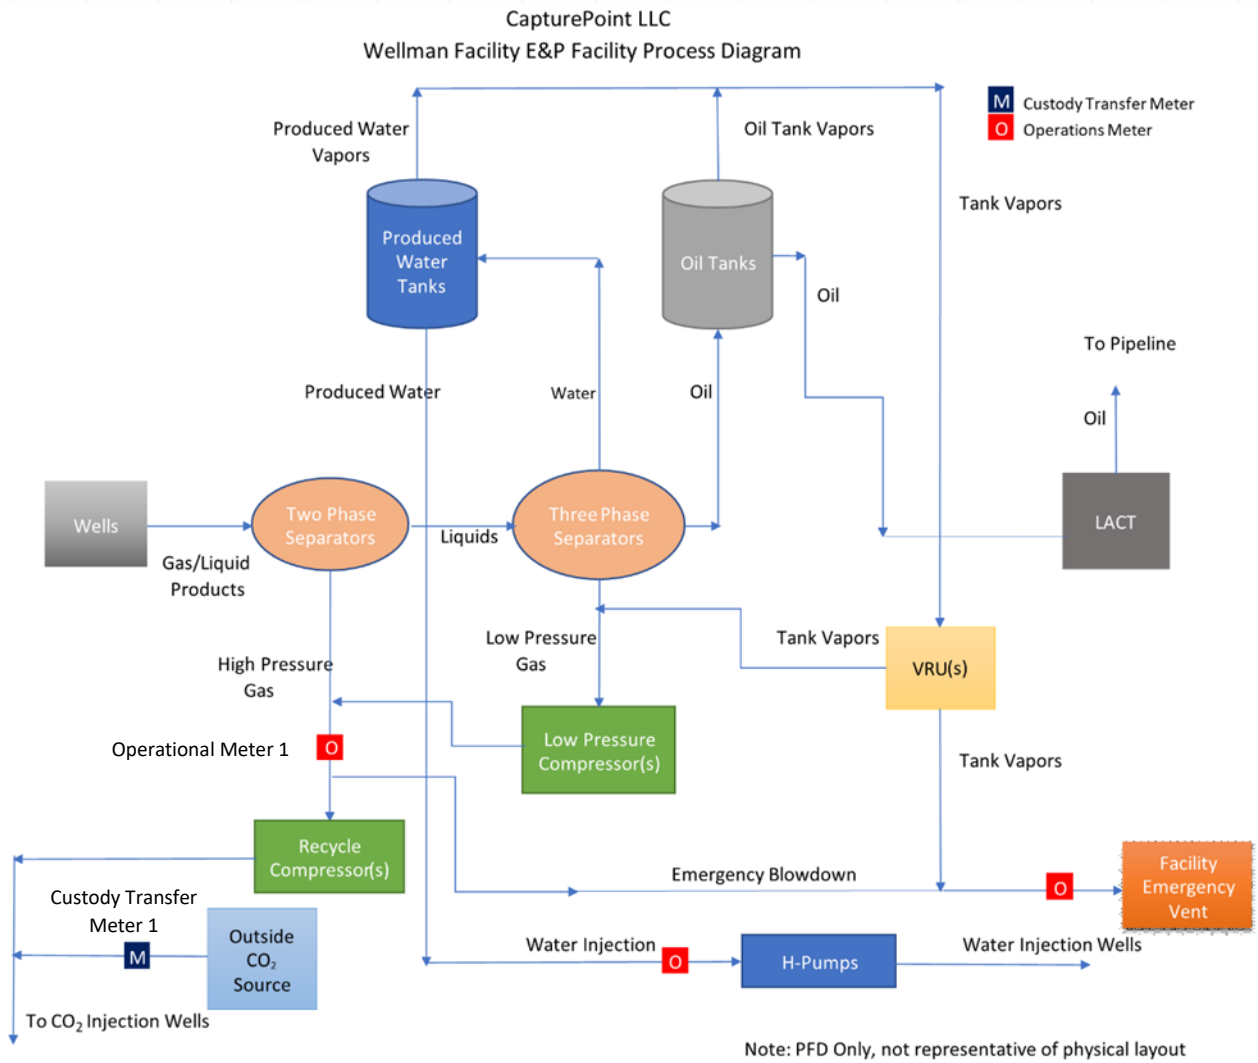 CapturePoint LLC
Wellman Facility E&P Facility Process Diagram
M Custody Transfer Meter
O Operations Meter
Produced Water
Vapors
Oil Tank Vapors
Tank Vapors
Produced
Water
Tanks
Oil Tanks
Oil
To Pipeline
Produced Water
Water
Oil
Oil
Wells
Two Phase
Separators
Liquids
Three Phase
Separators
LACT
Gas/Liquid
Products
Low Pressure
Gas
Tank Vapors
VRU(s)
High Pressure
Gas
Operational Meter 1
O
Low Pressure
Compressor(s)
Tank Vapors
Recycle
Compressor(s)
Emergency Blowdown
O
Facility
Emergency
Vent
Custody Transfer
Meter 1
M
Outside
CO₂
Source
Water Injection
O
H-Pumps
Water Injection Wells
To CO₂ Injection Wells
Note: PFD Only, not representative of physical layout